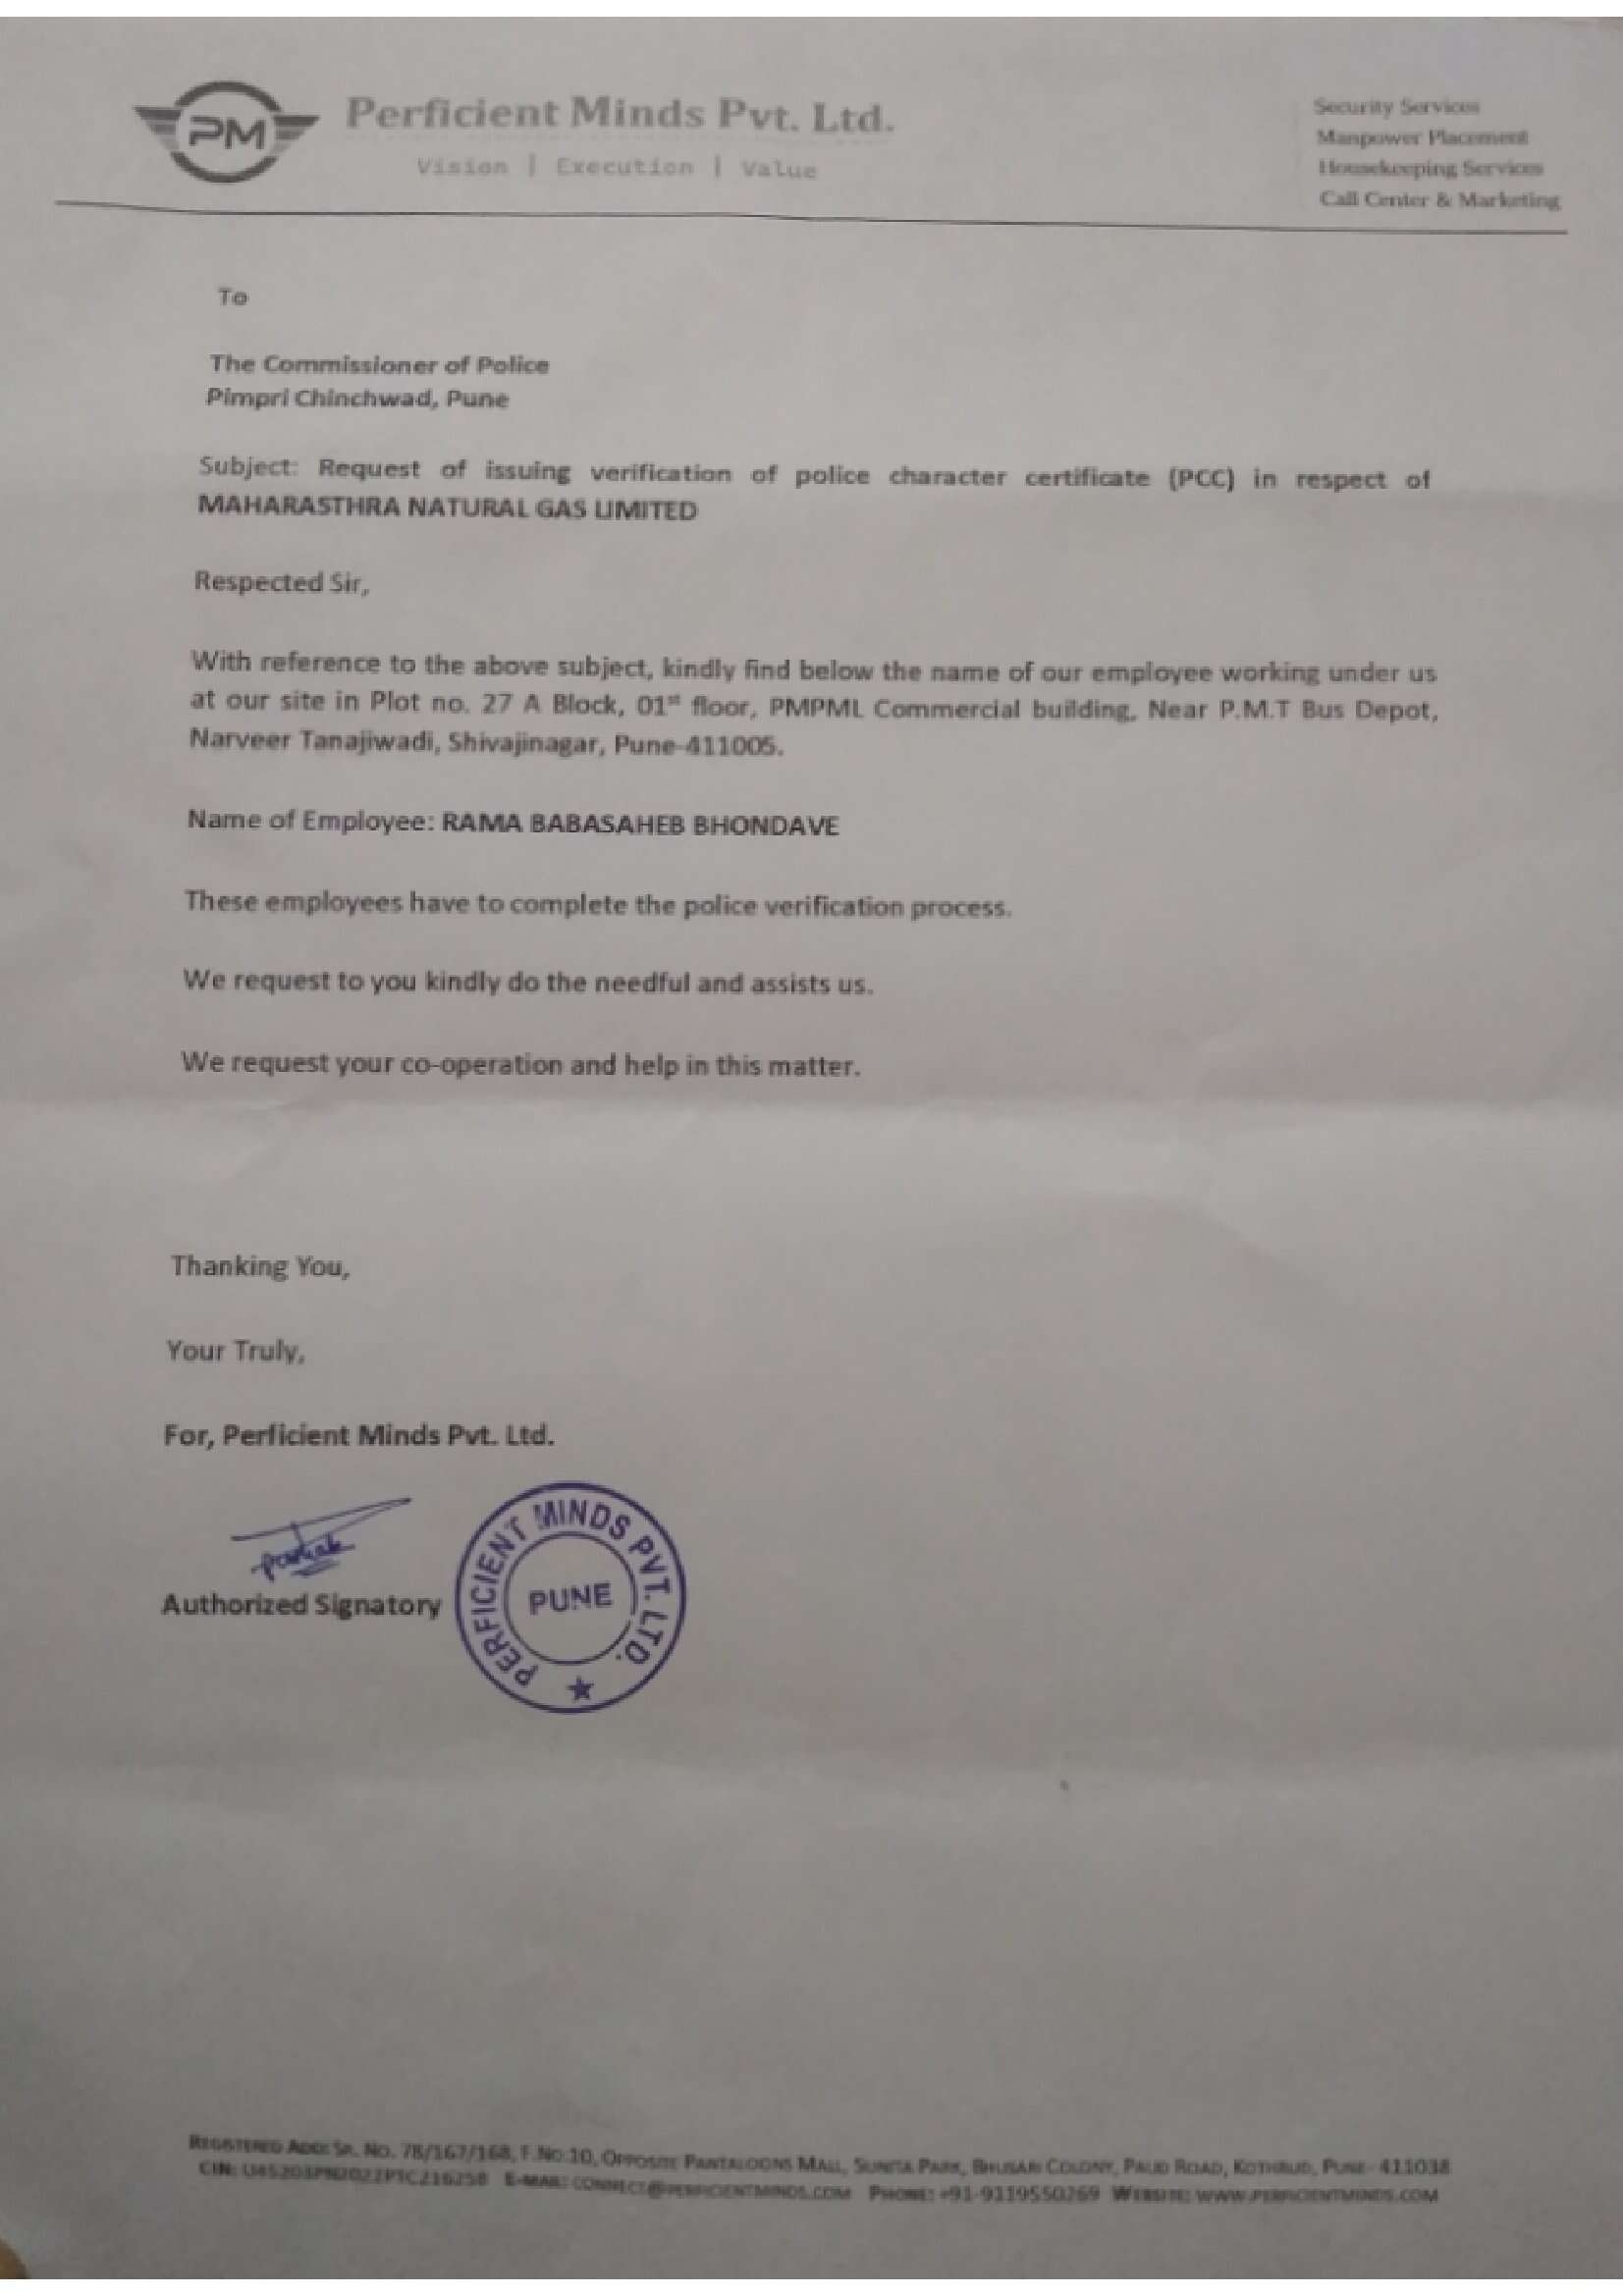 PM
Perficient Minds Pvt. Ltd.
Vision | Execution | Value
Security Services
Manpower Placement
Housekeeping Services
Call Center & Marketing
To
The Commissioner of Police
Pimpri Chinchwad, Pune
Subject: Request of issuing verification of police character certificate (PCC) in respect of
MAHARASTHRA NATURAL GAS LIMITED
Respected Sir,
With reference to the above subject, kindly find below the name of our employee working under us
at our site in Plot no. 27 A Block, 01st floor, PMPML Commercial building, Near P.M.T Bus Depot,
Narveer Tanajiwadi, Shivajinagar, Pune-411005.
Name of Employee: RAMA BABASAHEB BHONDAVE
These employees have to complete the police verification process.
We request to you kindly do the needful and assists us.
We request your co-operation and help in this matter.
Thanking You,
Your Truly,
For, Perficient Minds Pvt. Ltd.
Authorized Signatory
PERFICIENT MINDS PVT. LTD.
PUNE
REGISTERED ADD: SR. NO. 78/167/168, F.NO:10, OPPOSITE PANTALOONS MALL, SUNITA PARK, BHUSARI COLONY, PAUD ROAD, KOTHRUD, PUNE- 411038
CIN: E-MAIL: CONNECT@PERFICIENTMINDS.COM PHONE: +91-9119550269 WEBSITE: WWW.PERFICIENTMINDS.COM